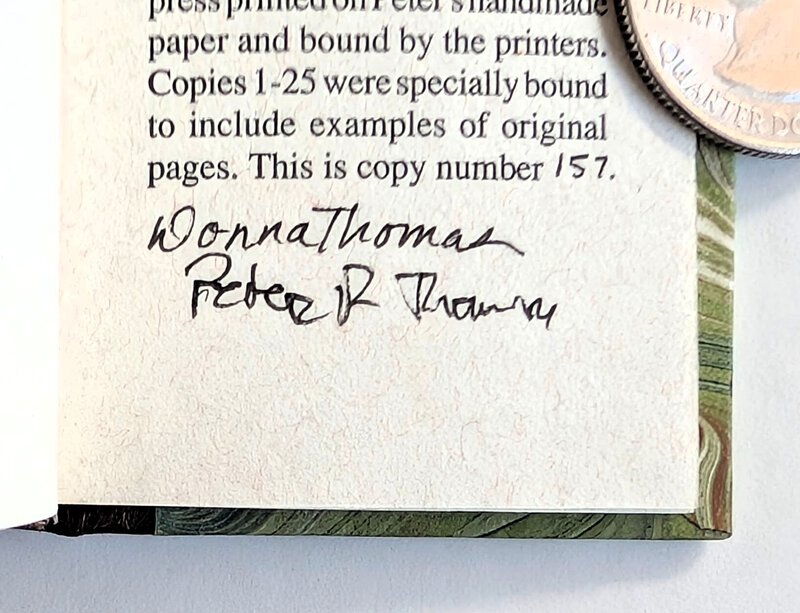 press printed on Peter's handmade
paper and bound by the printers.
Copies 1-25 were specially bound
to include examples of original
pages. This is copy number 157.
Donna Thomas
Peter R Thomas
LIBERTY
QUARTER DO